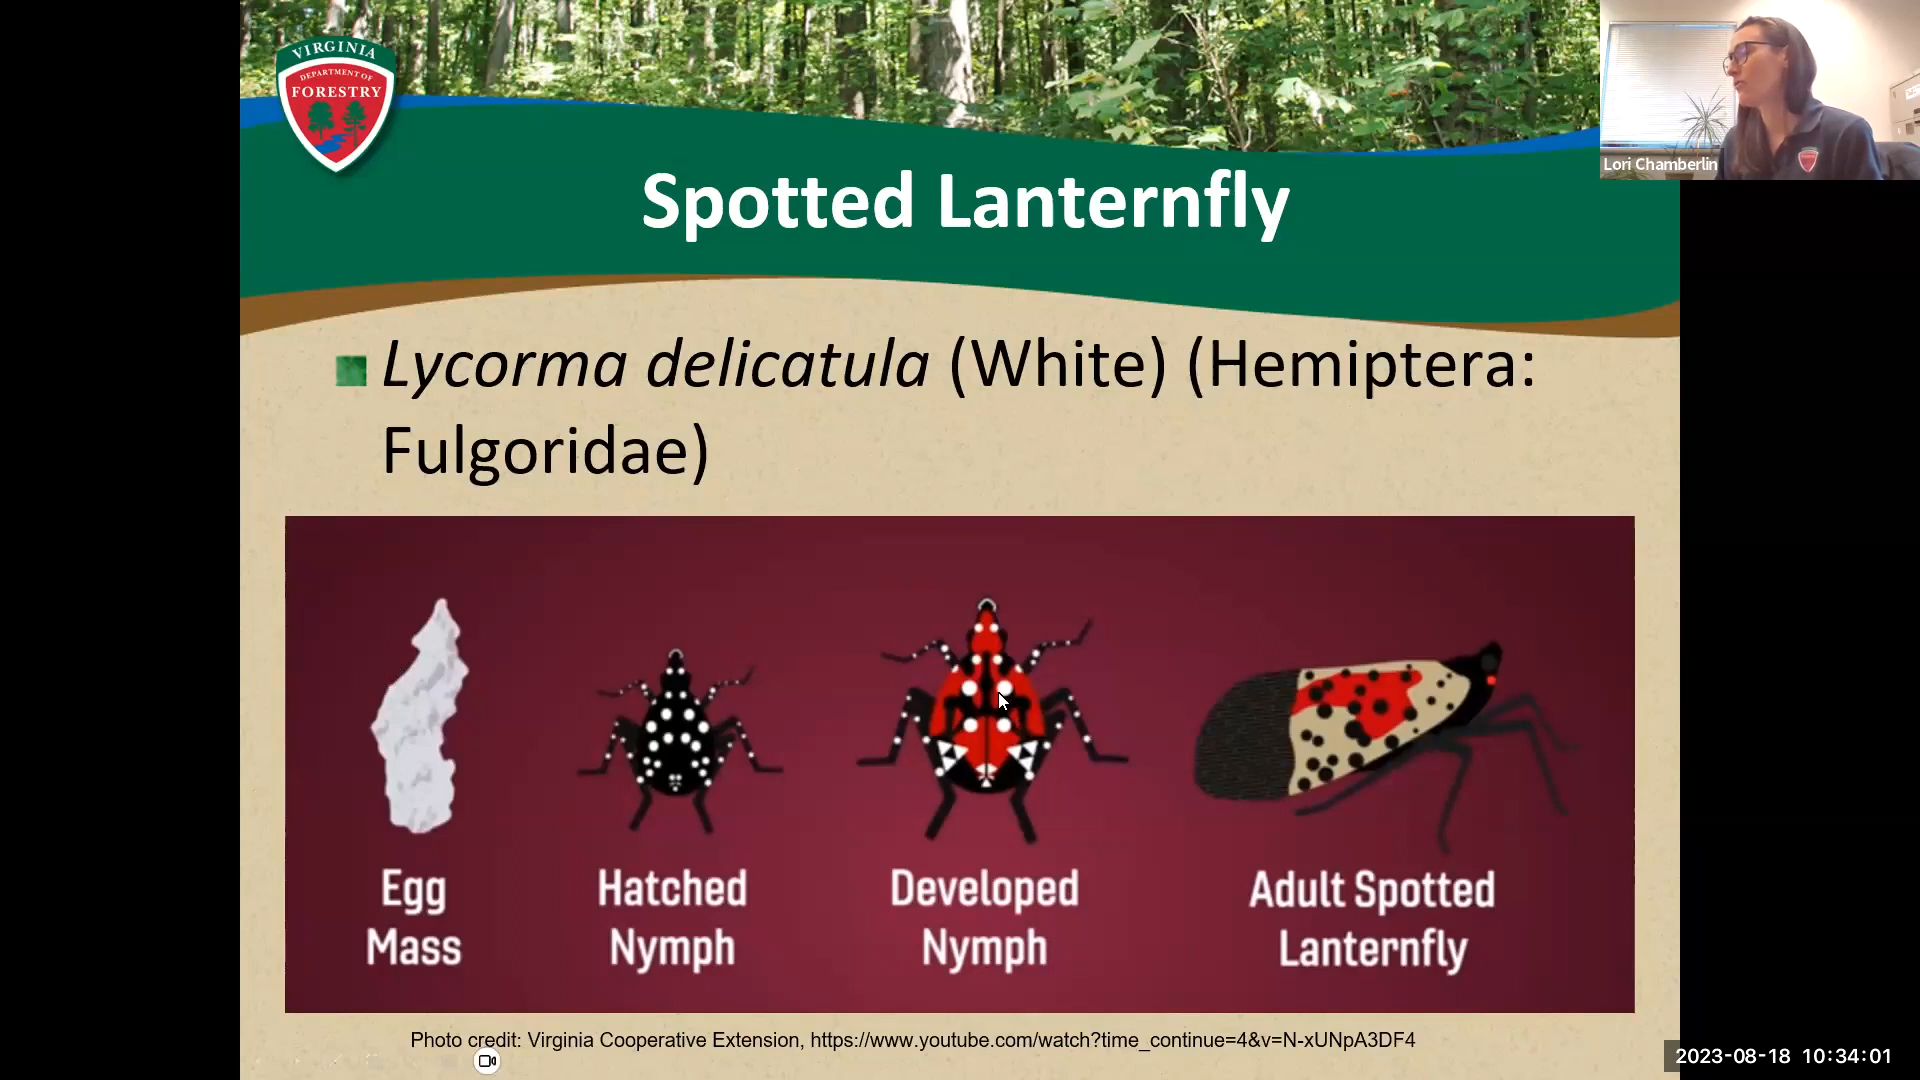 VIRGINIA
DEPARTMENT OF
FORESTRY
Lori Chamberlin
Spotted Lanternfly
Lycorma delicatula (White) (Hemiptera:
Fulgoridae)
Egg
Mass
Hatched
Nymph
Developed
Nymph
Adult Spotted
Lanternfly
Photo credit: Virginia Cooperative Extension, https://www.youtube.com/watch?time_continue=4&v=N-xUNpA3DF4
2023-08-18 10:34:01